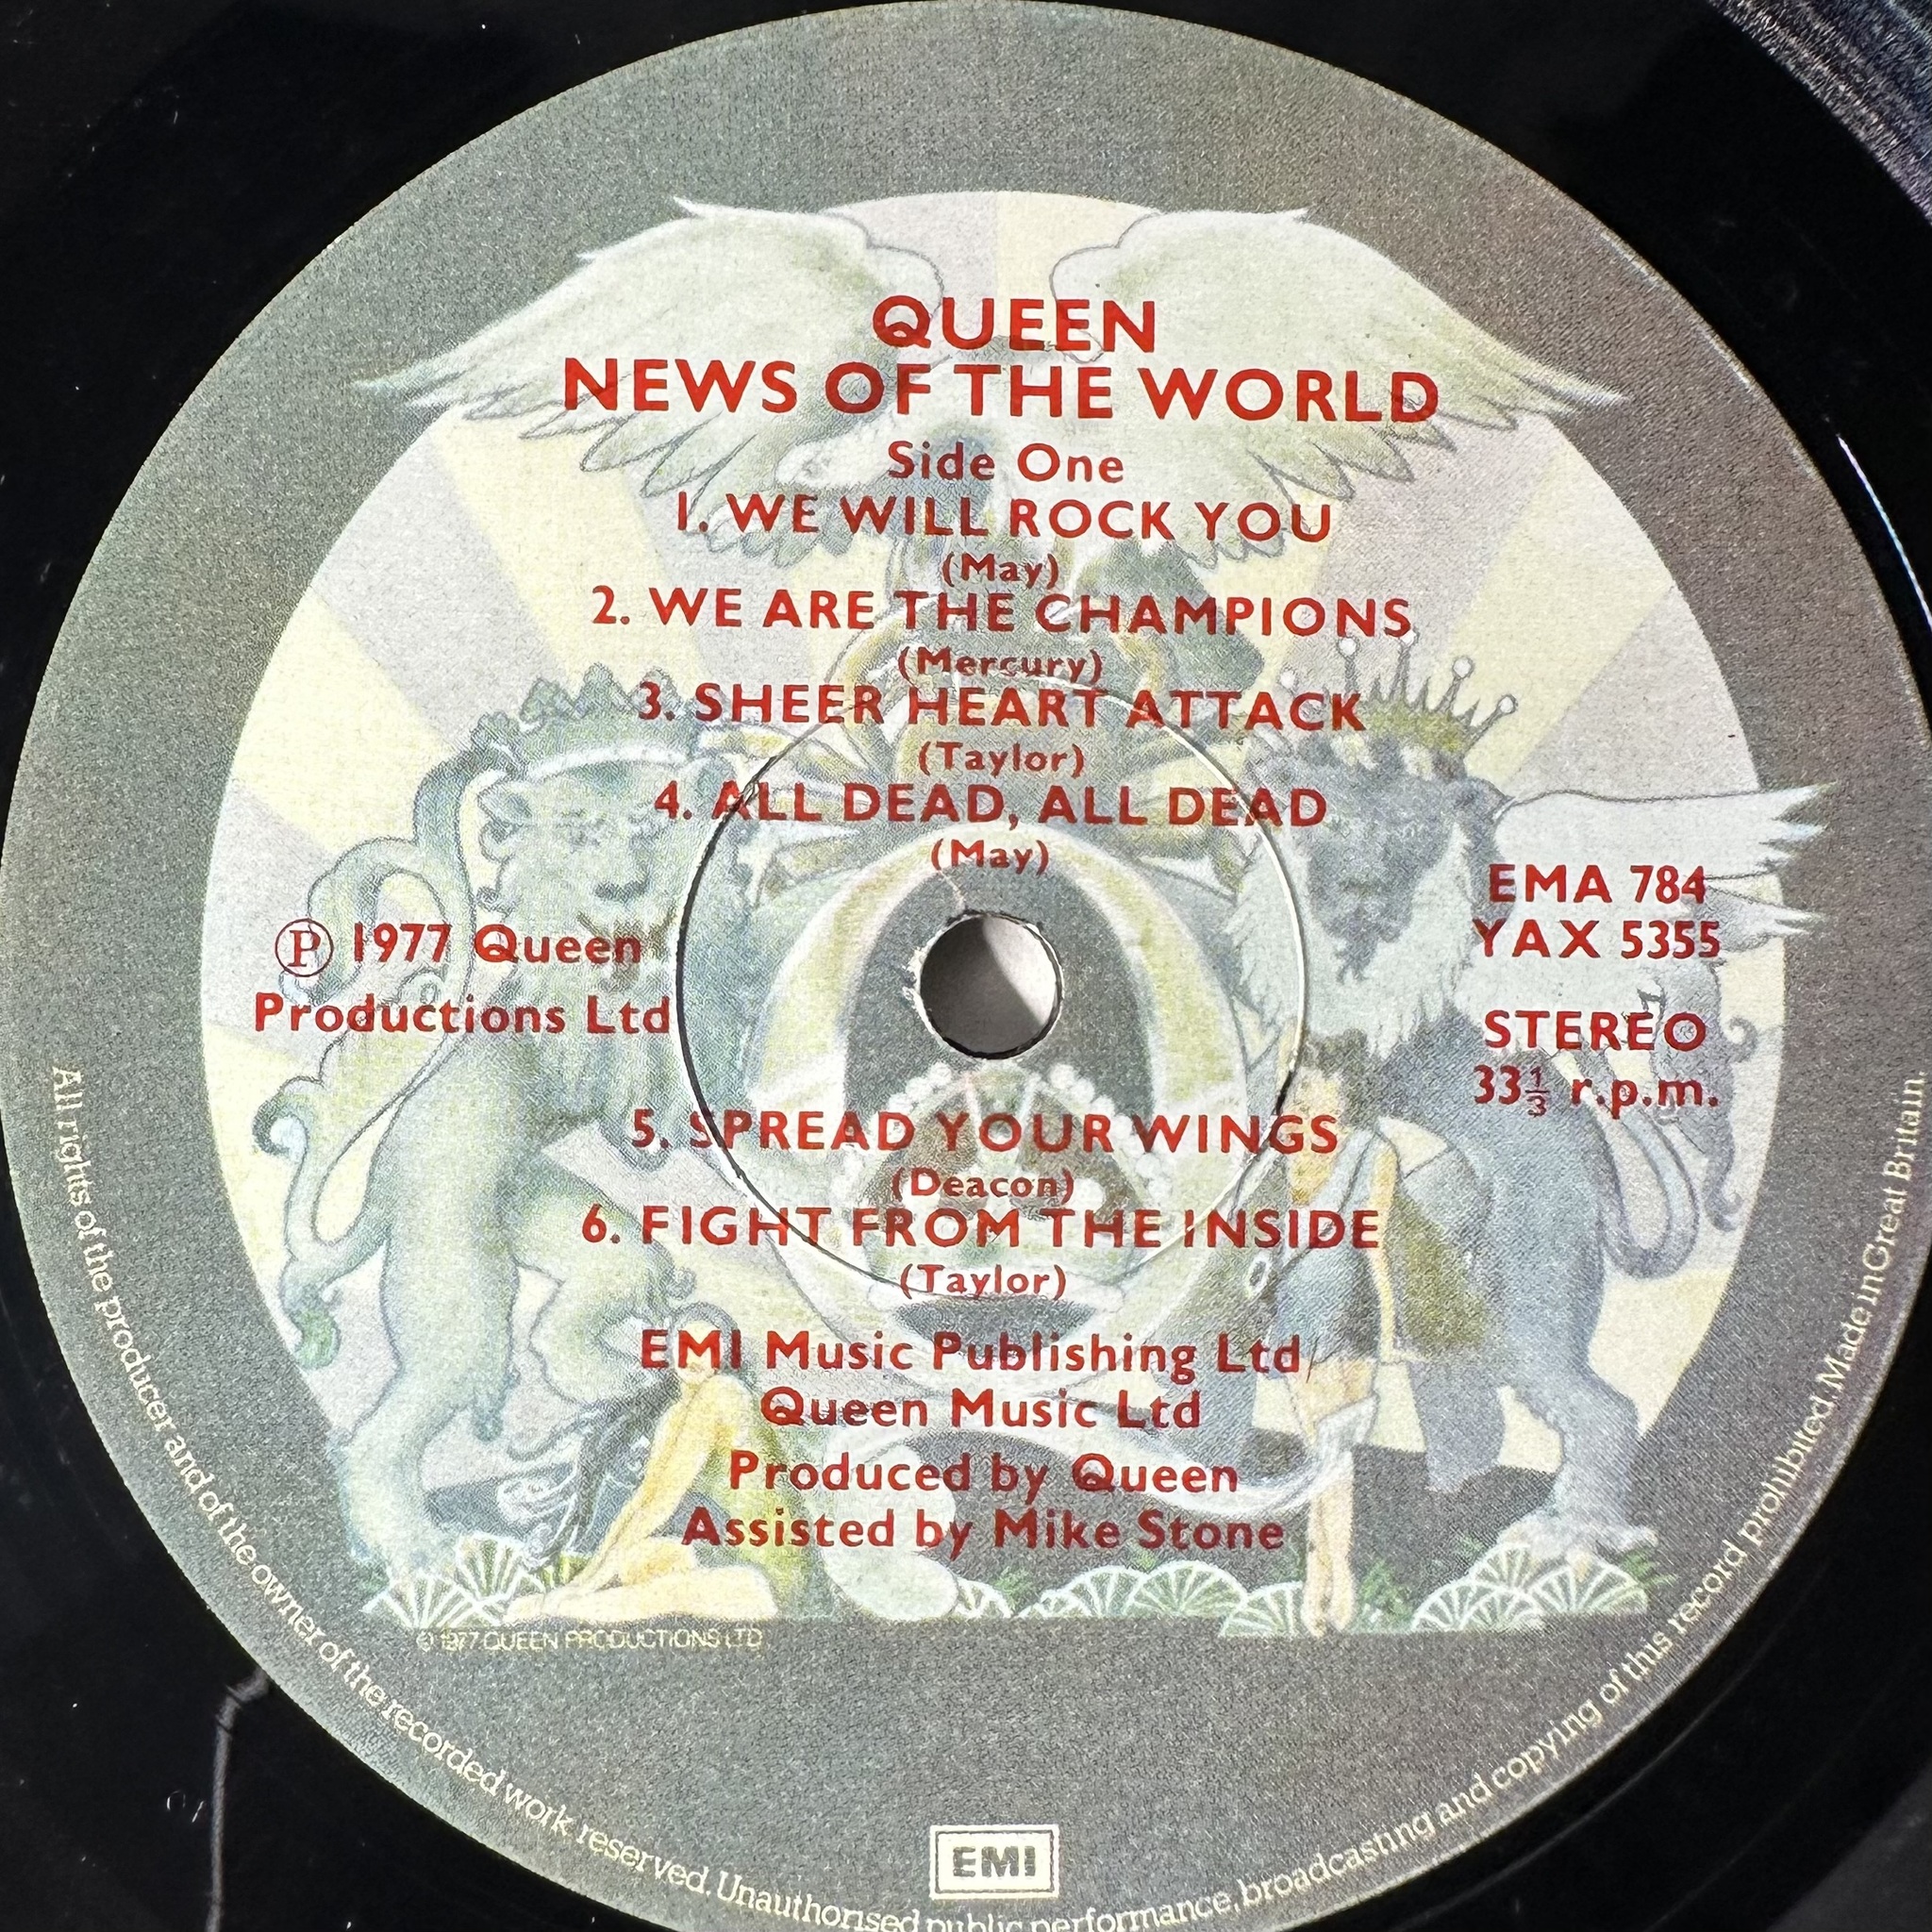 QUEEN
NEWS OF THE WORLD
Side One
1. WE WILL ROCK YOU
(May)
2. WE ARE THE CHAMPIONS
(Mercury)
3. SHEER HEART ATTACK
(Taylor)
4. ALL DEAD, ALL DEAD
(May)
Ⓟ 1977 Queen
Productions Ltd
EMA 784
YAX 5355
STEREO
33⅓ r.p.m.
5. SPREAD YOUR WINGS
(Deacon)
6. FIGHT FROM THE INSIDE
(Taylor)
EMI Music Publishing Ltd/
Queen Music Ltd
Produced by Queen
Assisted by Mike Stone
© 1977 QUEEN PRODUCTIONS LTD
All rights of the producer and of the owner of the recorded work reserved. Unauthorised public performance, broadcasting and copying of this record prohibited. Made in Great Britain.
EMI